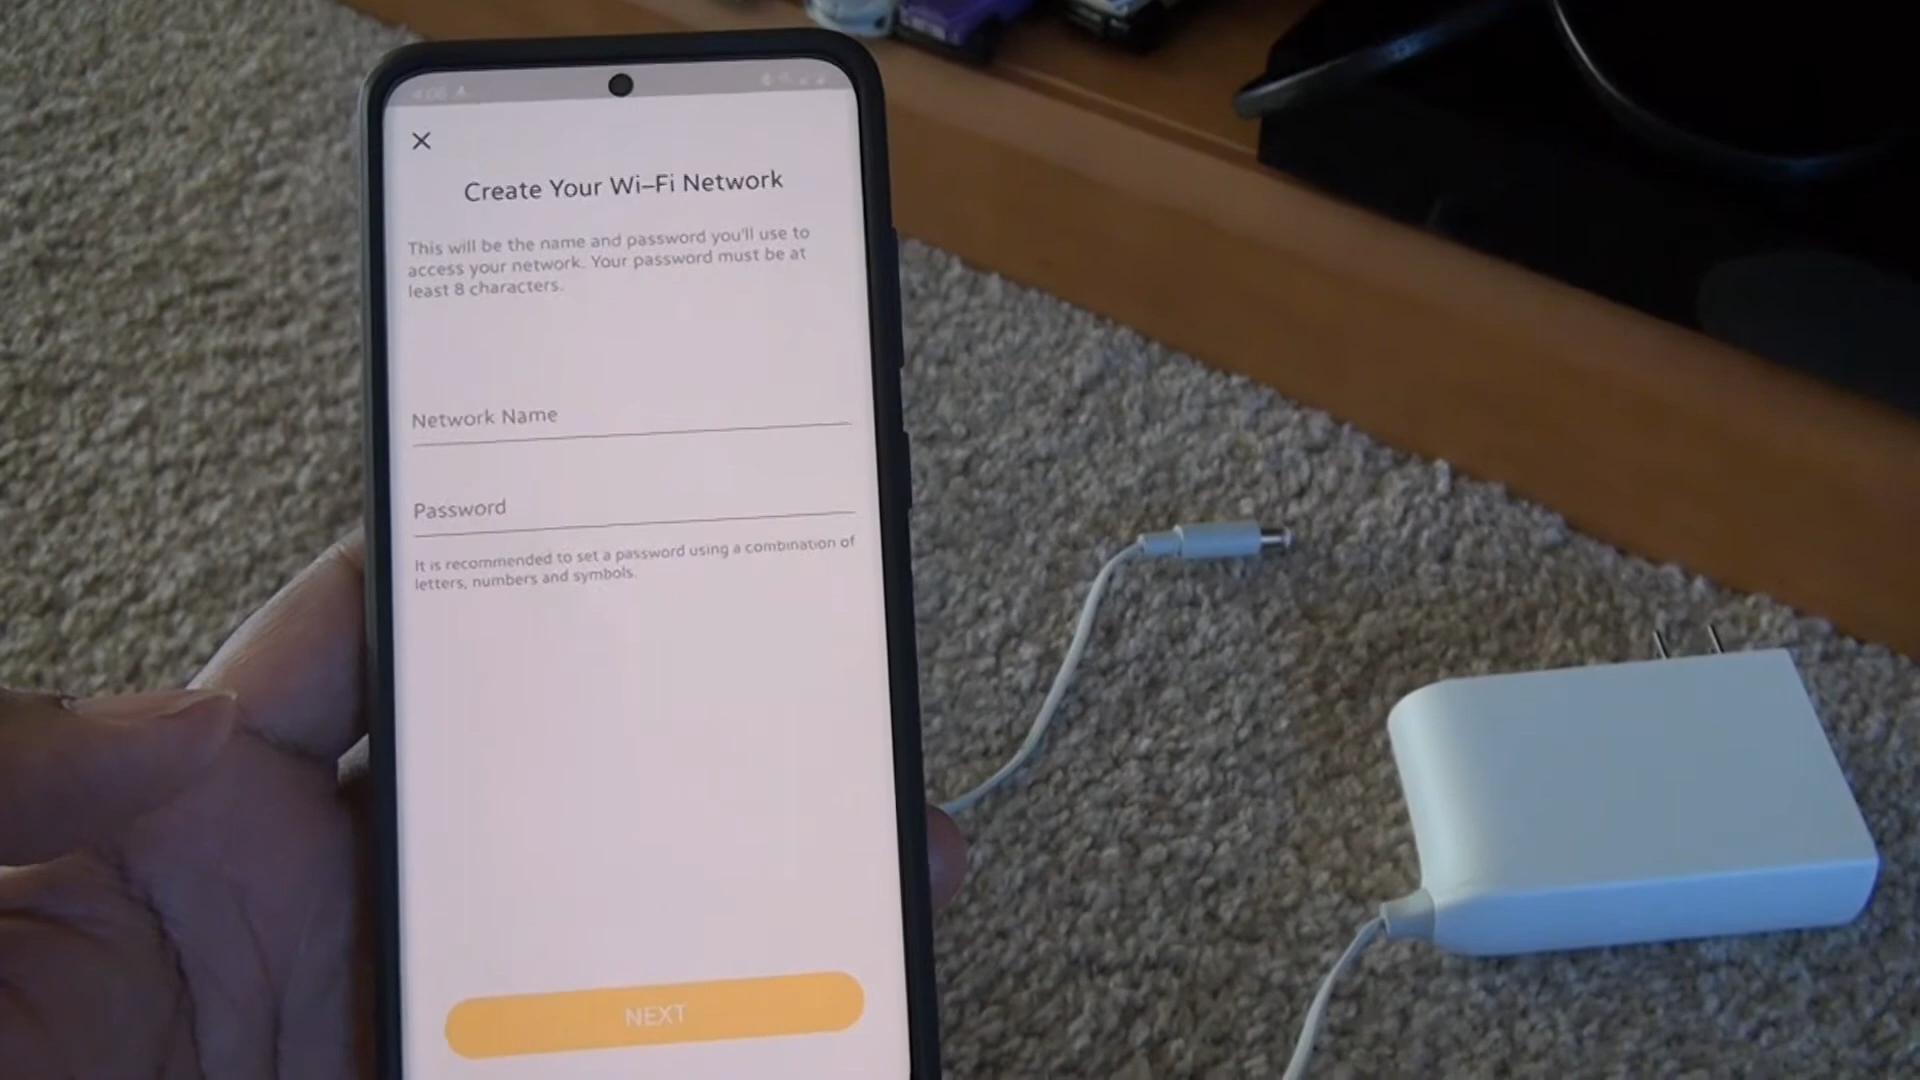 Create Your Wi-Fi Network
This will be the name and password you'll use to
access your network. Your password must be at
least 8 characters.
Network Name
Password
It is recommended to set a password using a combination of
letters, numbers and symbols.
NEXT